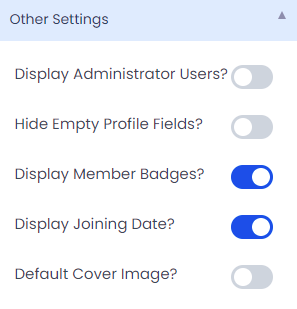 Other Settings
Display Administrator Users?
Hide Empty Profile Fields?
Display Member Badges?
Display Joining Date?
Default Cover Image?